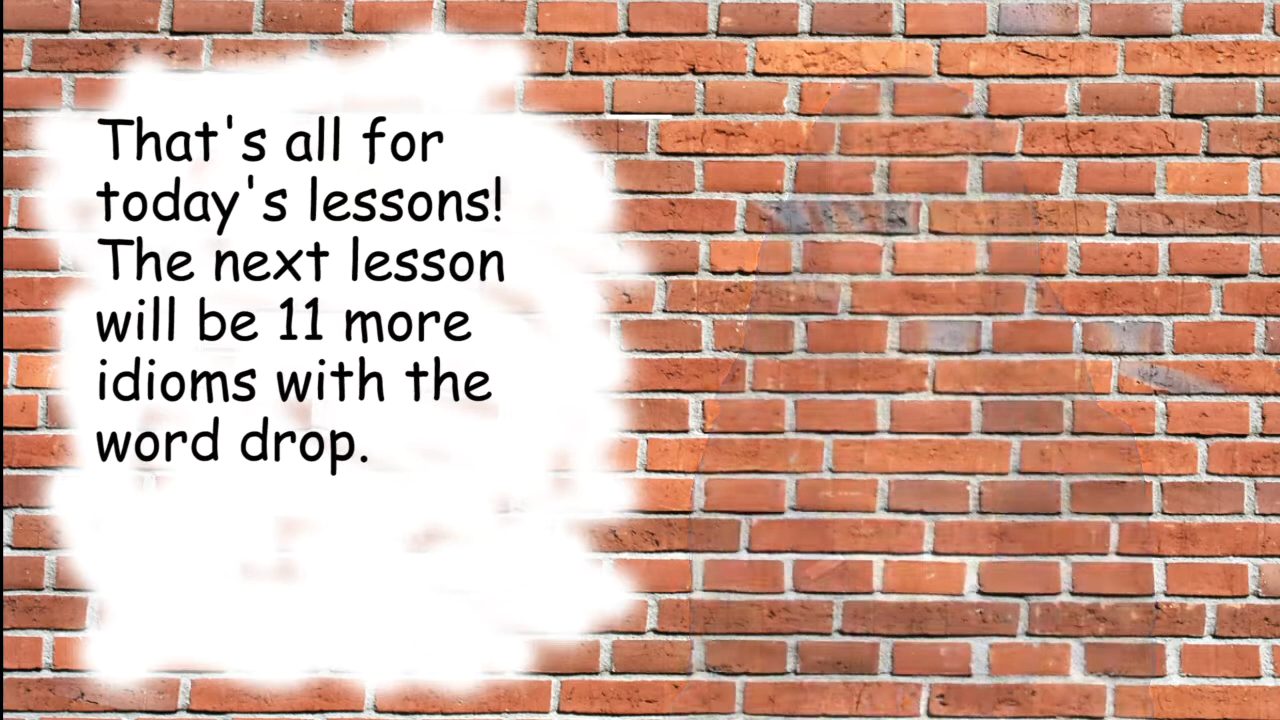 That's all for
today's lessons!
The next lesson
will be 11 more
idioms with the
word drop.